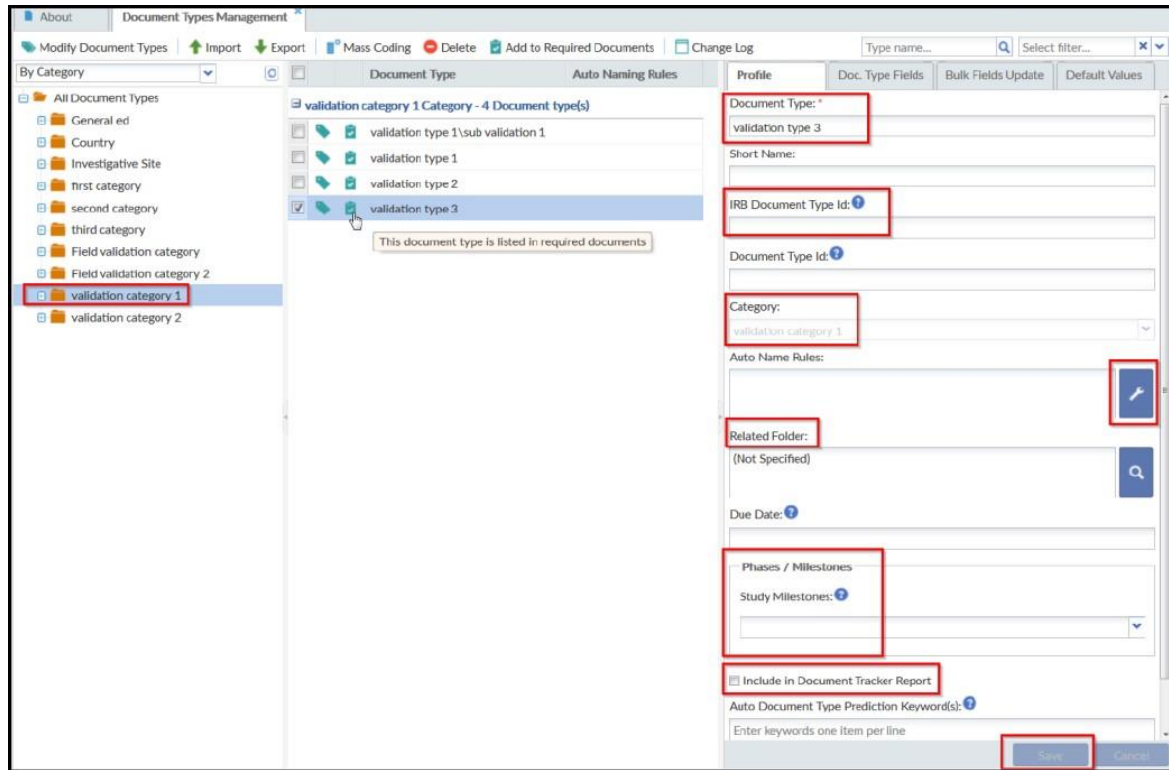 About
Document Types Management
Modify Document Types
Import
Export
Mass Coding
Delete
Add to Required Documents
Change Log
Type name...
Select filter...
By Category
All Document Types
General ed
Country
Investigative Site
first category
second category
third category
Field validation category
Field validation category 2
validation category 1
validation category 2
Document Type
Auto Naming Rules
validation category 1 Category - 4 Document type(s)
validation type 1\sub validation 1
validation type 1
validation type 2
validation type 3
This document type is listed in required documents
Profile
Doc. Type Fields
Bulk Fields Update
Default Values
Document Type: *
validation type 3
Short Name:
IRB Document Type Id:
Document Type Id:
Category:
validation category 1
Auto Name Rules:
Related Folder:
(Not Specified)
Due Date:
Phases / Milestones
Study Milestones:
Include in Document Tracker Report
Auto Document Type Prediction Keyword(s):
Enter keywords one item per line
Save
Cancel